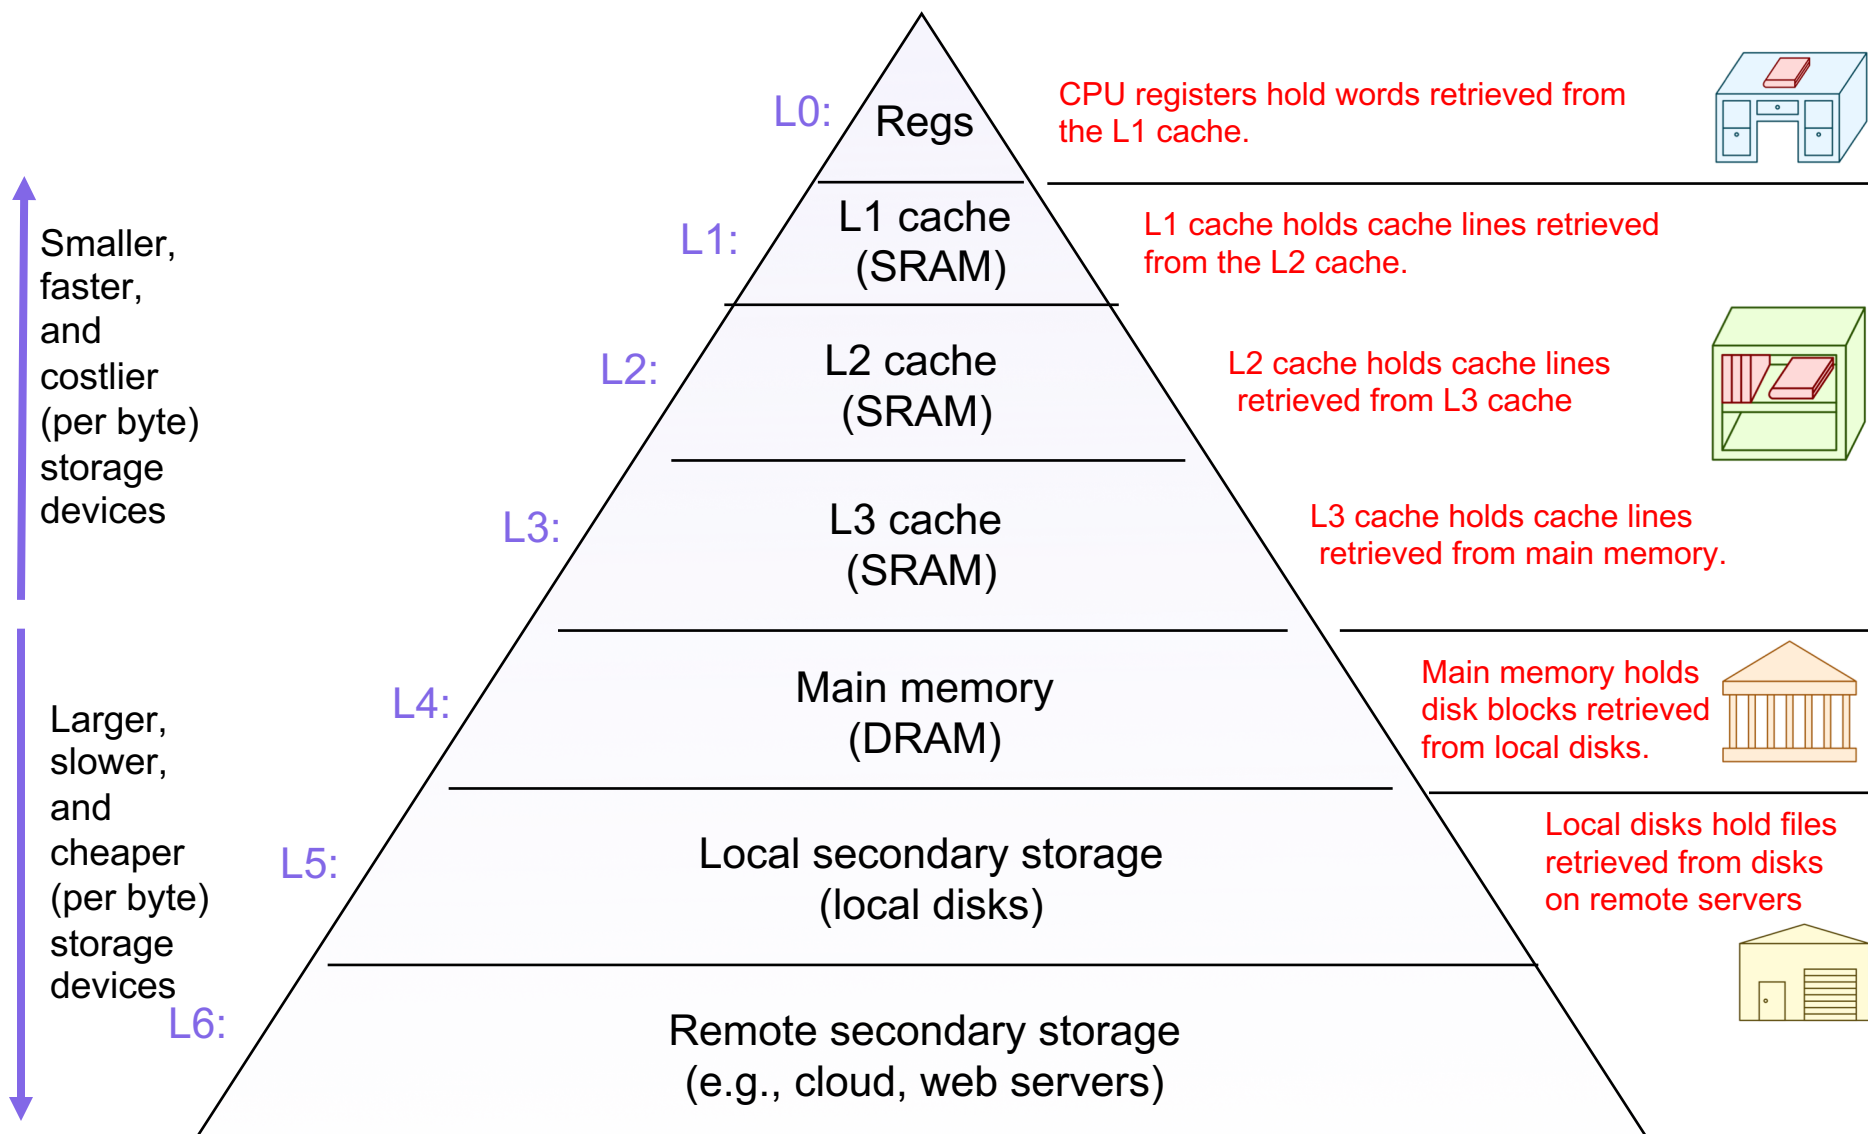 L0:
Regs
CPU registers hold words retrieved from
the L1 cache.
Smaller,
faster,
and
costlier
(per byte)
storage
devices
L1:
L1 cache
(SRAM)
L1 cache holds cache lines retrieved
from the L2 cache.
L2:
L2 cache
(SRAM)
L2 cache holds cache lines
retrieved from L3 cache
L3:
L3 cache
(SRAM)
L3 cache holds cache lines
retrieved from main memory.
Larger,
slower,
and
cheaper
(per byte)
storage
devices
L4:
Main memory
(DRAM)
Main memory holds
disk blocks retrieved
from local disks.
L5:
Local secondary storage
(local disks)
Local disks hold files
retrieved from disks
on remote servers
L6:
Remote secondary storage
(e.g., cloud, web servers)